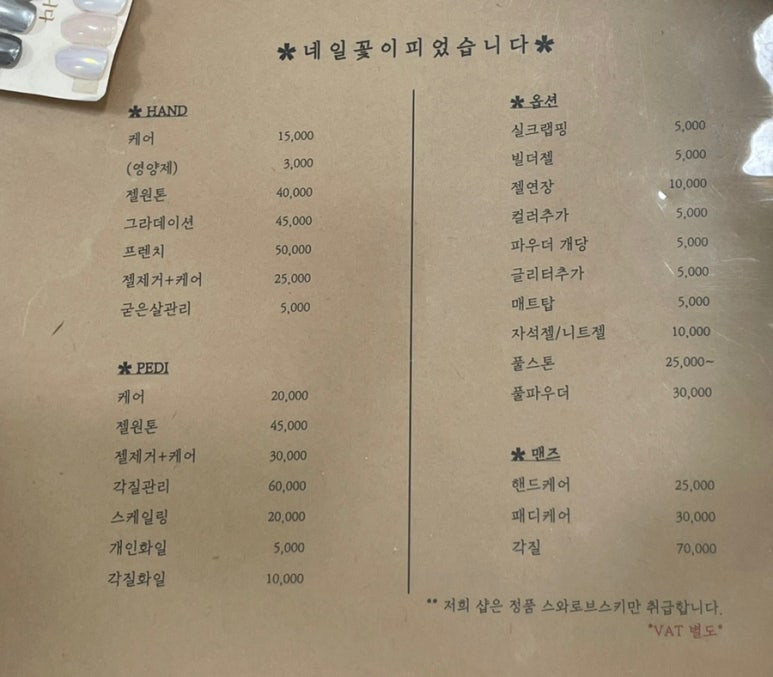 *네일꽃이피었습니다*
* HAND
케어 15,000
(영양제) 3,000
젤원톤 40,000
그라데이션 45,000
프렌치 50,000
젤제거+케어 25,000
굳은살관리 5,000
* PEDI
케어 20,000
젤원톤 45,000
젤제거+케어 30,000
각질관리 60,000
스케일링 20,000
개인화일 5,000
각질화일 10,000
* 옵션
실크랩핑 5,000
빌더젤 5,000
젤연장 10,000
컬러추가 5,000
파우더 개당 5,000
글리터추가 5,000
매트탑 5,000
자석젤/니트젤 10,000
풀스톤 25,000~
풀파우더 30,000
* 맨즈
핸드케어 25,000
패디케어 30,000
각질 70,000
** 저희 샵은 정품 스와로브스키만 취급합니다.
*VAT 별도*